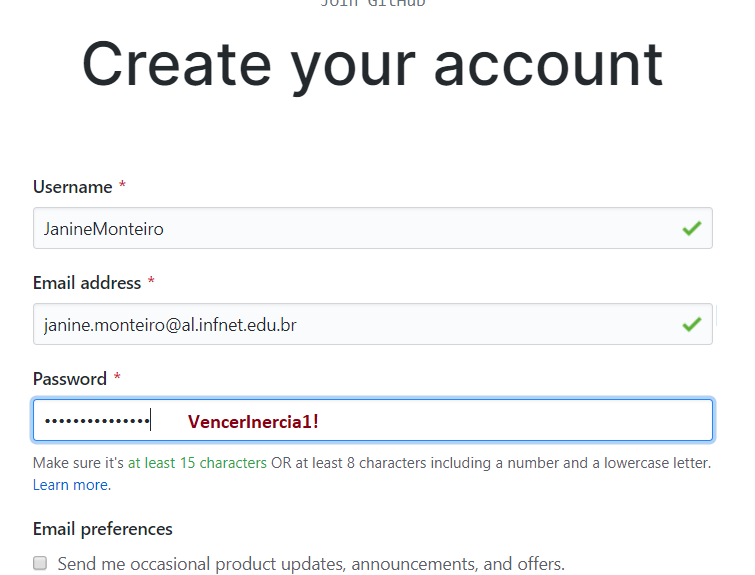 Join GitHub
Create your account
Username *
JanineMonteiro
Email address *
janine.monteiro@al.infnet.edu.br
Password *
••••••••••••••• VencerInercia1!
Make sure it's at least 15 characters OR at least 8 characters including a number and a lowercase letter.
Learn more.
Email preferences
Send me occasional product updates, announcements, and offers.